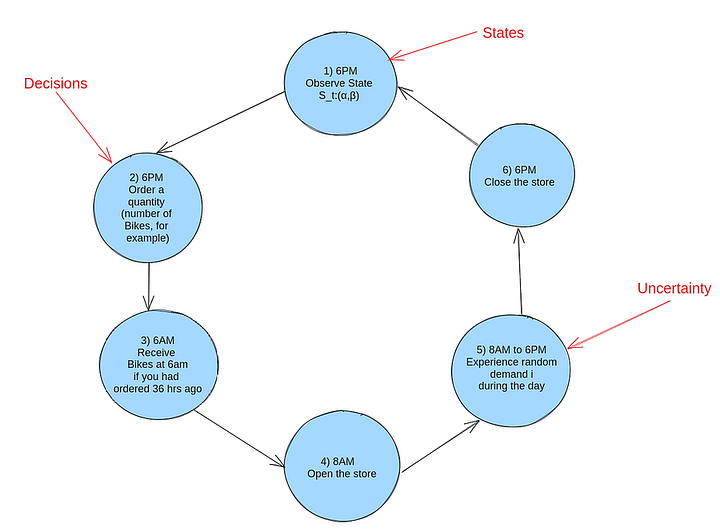 States
1) 6PM
Observe State
S_t:(α,β)
Decisions
2) 6PM
Order a
quantity
(number of
Bikes, for
example)
3) 6AM
Receive
Bikes at 6am
if you had
ordered 36 hrs ago
4) 8AM
Open the store
Uncertainty
5) 8AM to 6PM
Experience random
demand i
during the day
6) 6PM
Close the store